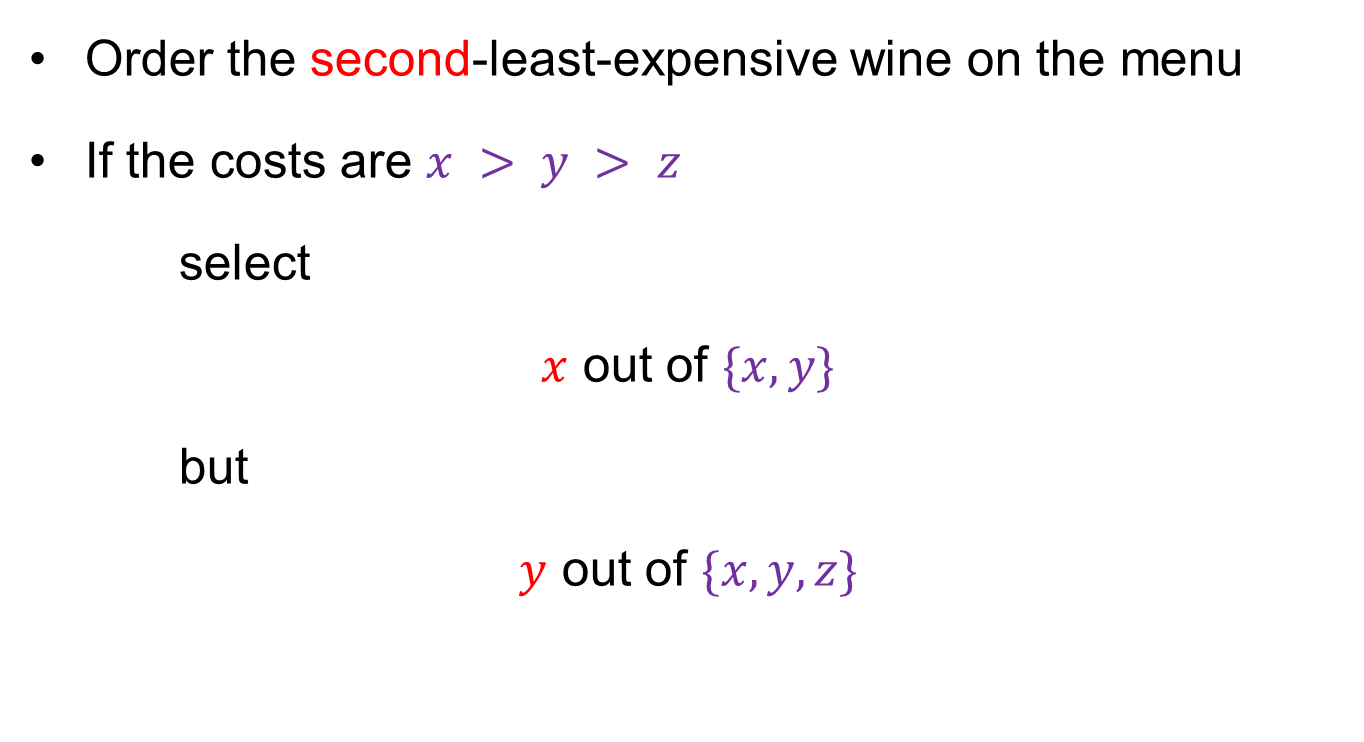 • Order the second-least-expensive wine on the menu
• If the costs are x > y > z
select
x out of {x, y}
but
y out of {x, y, z}